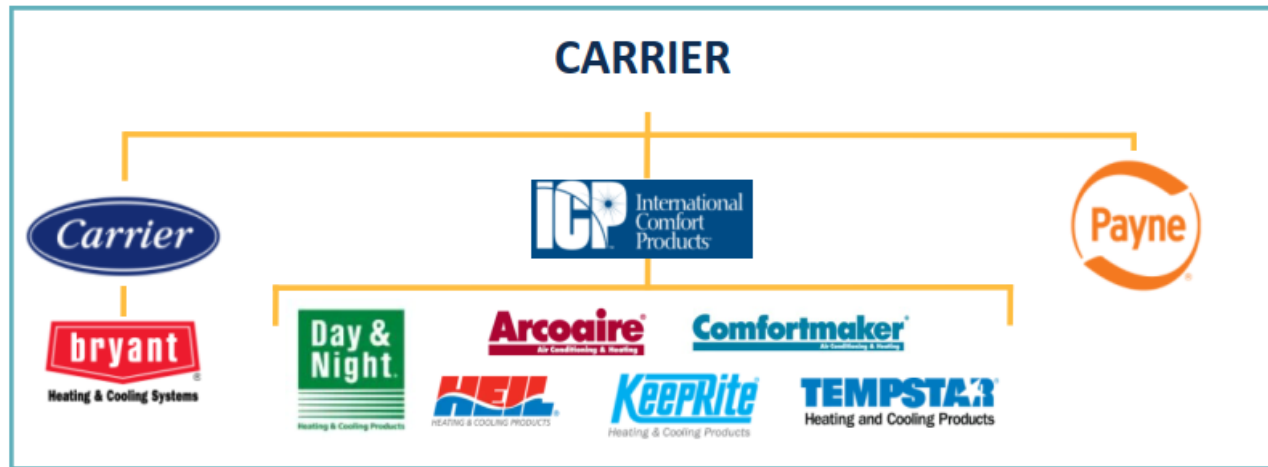 CARRIER
Carrier
iCP International
Comfort
Products
Payne
bryant
Heating & Cooling Systems
Day &
Night
Heating & Cooling Products
Arcoaire
Air Conditioning & Heating
Comfortmaker
Air Conditioning & Heating
HEIL
HEATING & COOLING PRODUCTS
KeepRite
Heating & Cooling Products
TEMPSTAR
Heating and Cooling Products